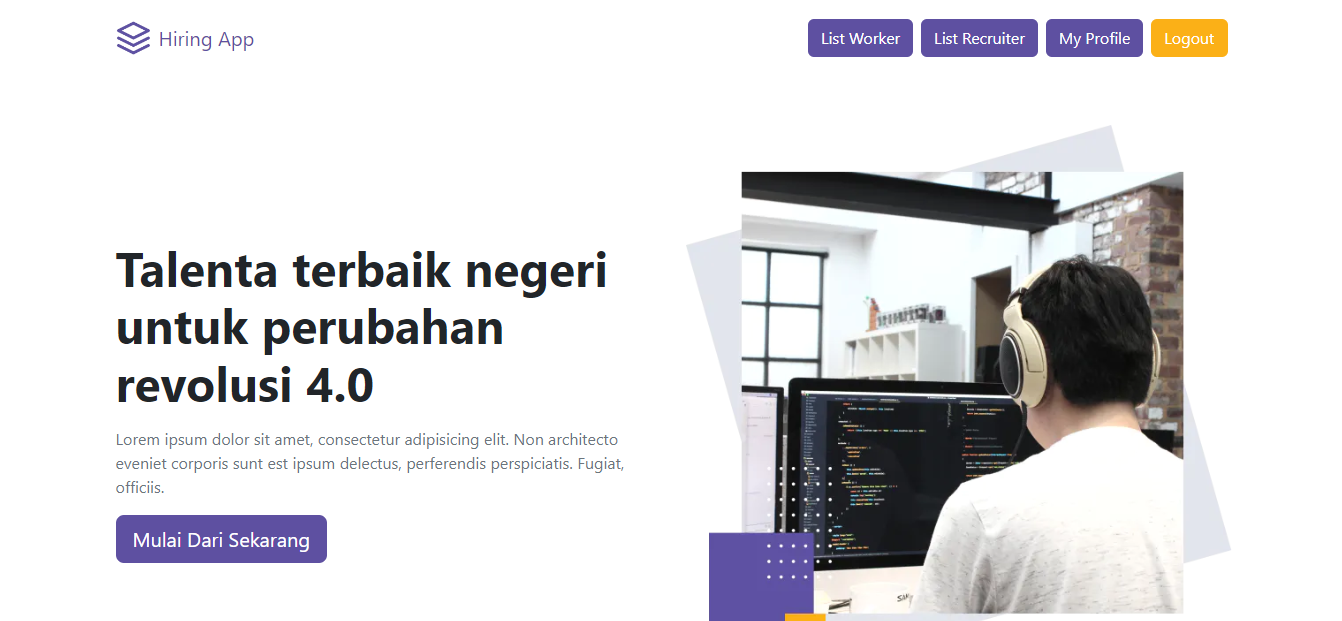 Hiring App
List Worker
List Recruiter
My Profile
Logout
Talenta terbaik negeri
untuk perubahan
revolusi 4.0
Lorem ipsum dolor sit amet, consectetur adipisicing elit. Non architecto
eveniet corporis sunt est ipsum delectus, perferendis perspiciatis. Fugiat,
officiis.
Mulai Dari Sekarang